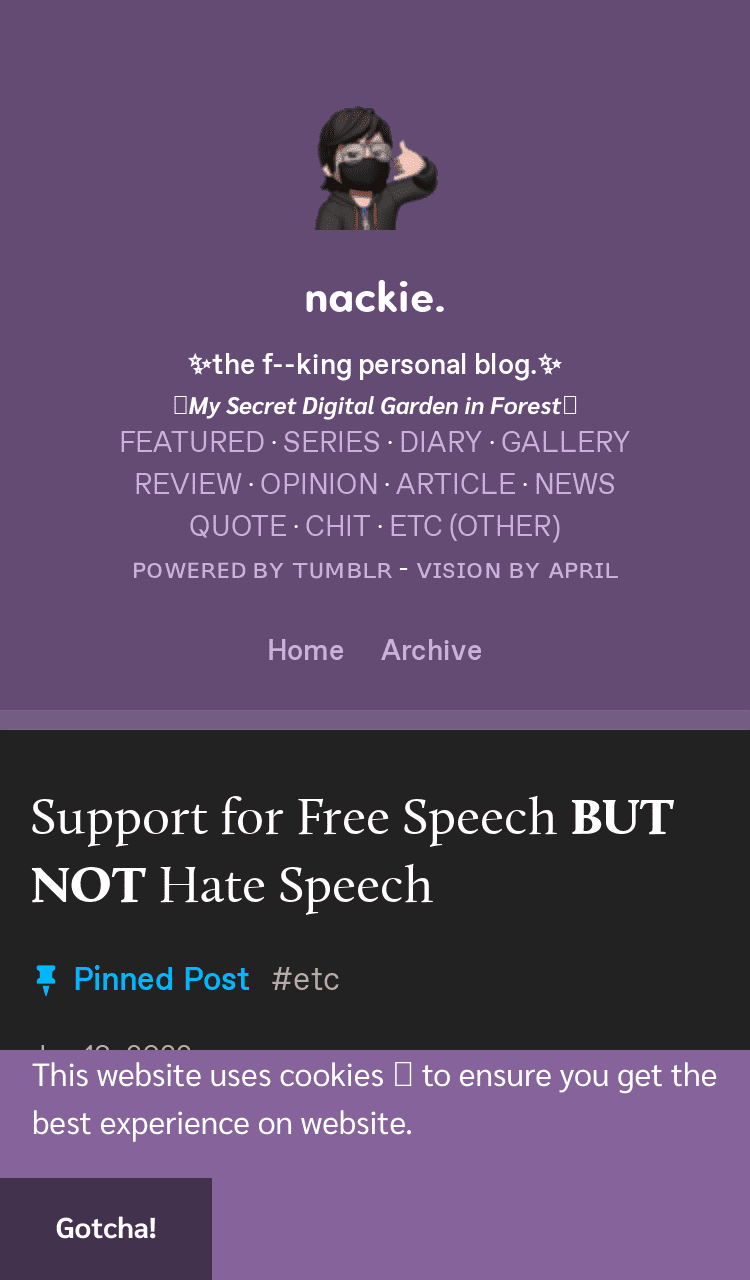 nackie.
✨the f--king personal blog.✨
My Secret Digital Garden in Forest
FEATURED · SERIES · DIARY · GALLERY
REVIEW · OPINION · ARTICLE · NEWS
QUOTE · CHIT · ETC (OTHER)
POWERED BY TUMBLR - VISION BY APRIL
Home Archive
Support for Free Speech BUT
NOT Hate Speech
Pinned Post #etc
This website uses cookies to ensure you get the
best experience on website.
Gotcha!